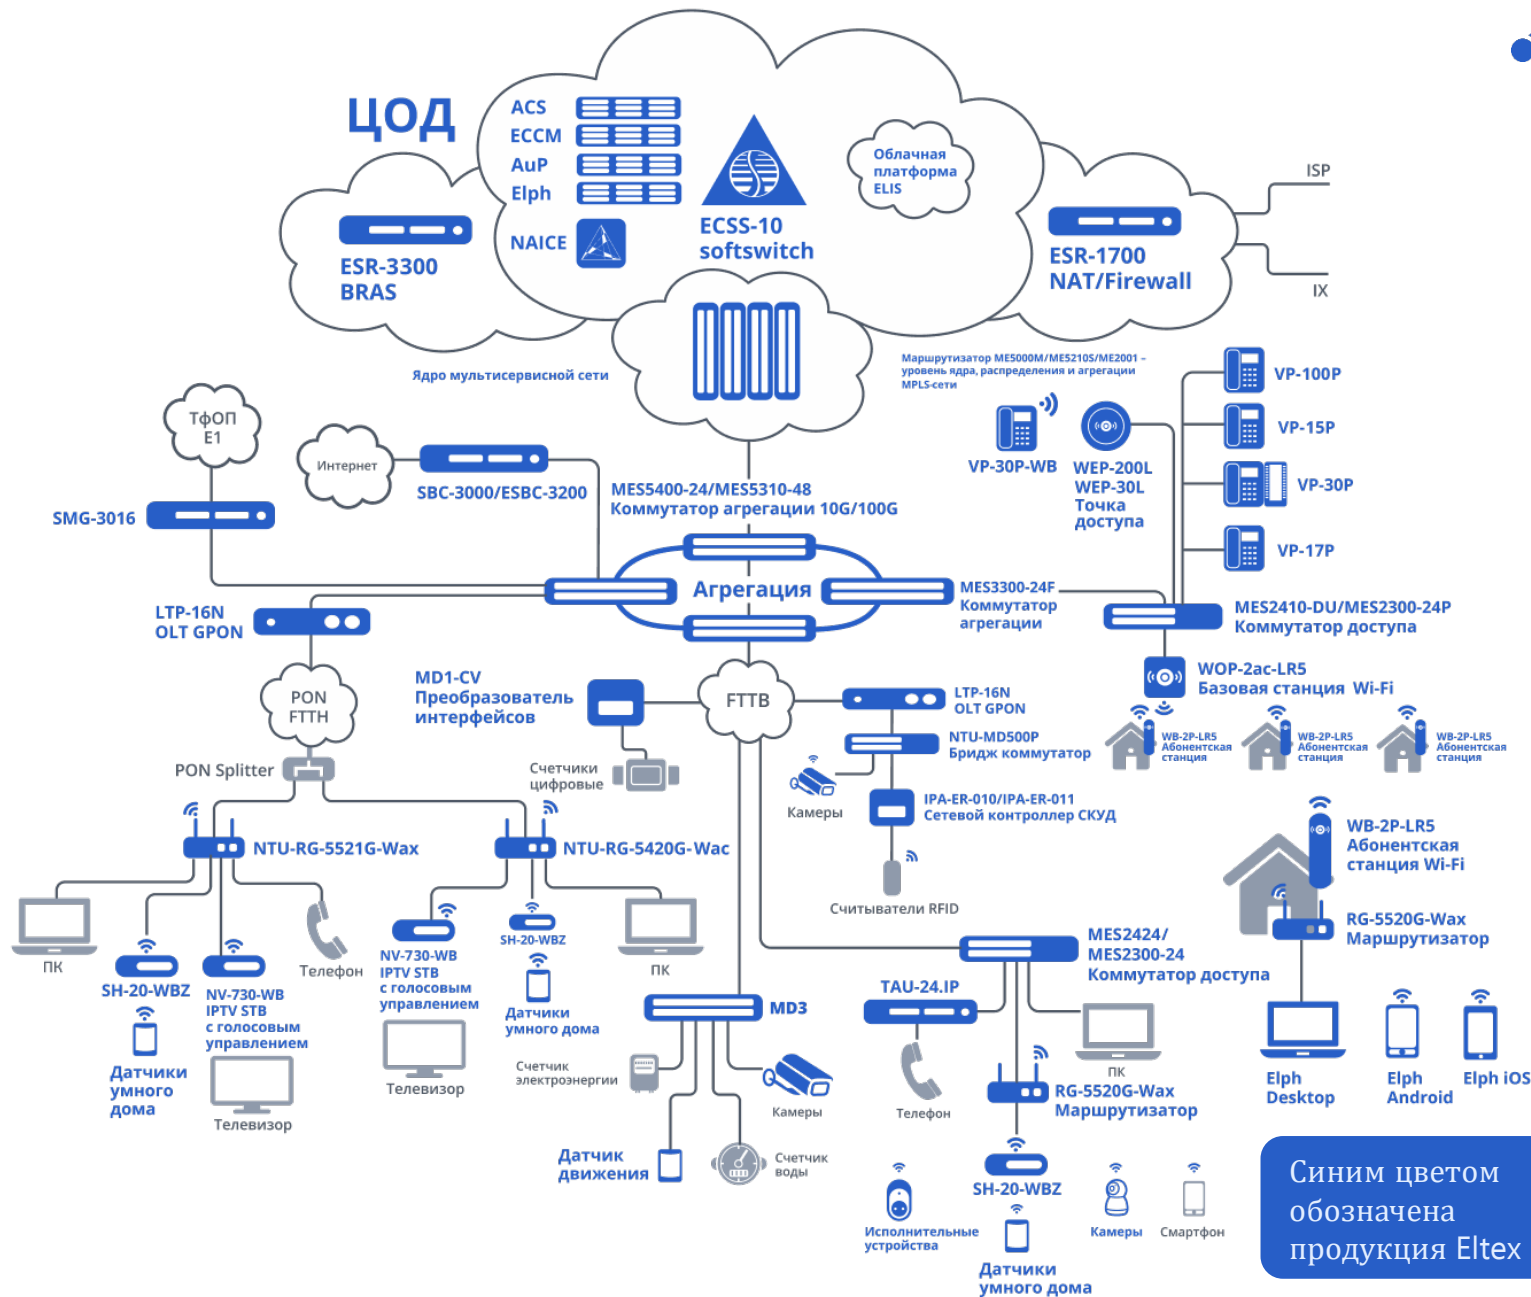 ЦОД
ACS
ECCM
AuP
Elph
NAICE
ECSS-10
softswitch
Облачная
платформа
ELIS
ESR-3300
BRAS
ESR-1700
NAT/Firewall
ISP
IX
Ядро мультисервисной сети
Маршрутизатор ME5000M/ME5210S/ME2001 –
уровень ядра, распределения и агрегации
MPLS-сети
ТфОП
E1
Интернет
SBC-3000/ESBC-3200
SMG-3016
MES5400-24/MES5310-48
Коммутатор агрегации 10G/100G
VP-30P-WB
WEP-200L
WEP-30L
Точка
доступа
VP-100P
VP-15P
VP-30P
VP-17P
Агрегация
MES3300-24F
Коммутатор
агрегации
MES2410-DU/MES2300-24P
Коммутатор доступа
LTP-16N
OLT GPON
PON
FTTH
PON Splitter
MD1-CV
Преобразователь
интерфейсов
Счетчики
цифровые
FTTB
LTP-16N
OLT GPON
NTU-MD500P
Бридж коммутатор
Камеры
IPA-ER-010/IPA-ER-011
Сетевой контроллер СКУД
Считыватели RFID
WOP-2ac-LR5
Базовая станция Wi-Fi
WB-2P-LR5
Абонентская
станция
WB-2P-LR5
Абонентская
станция
WB-2P-LR5
Абонентская
станция
WB-2P-LR5
Абонентская
станция Wi-Fi
RG-5520G-Wax
Маршрутизатор
NTU-RG-5521G-Wax
NTU-RG-5420G-Wac
ПК
SH-20-WBZ
Датчики
умного
дома
NV-730-WB
IPTV STB
с голосовым
управлением
Телевизор
Телефон
NV-730-WB
IPTV STB
с голосовым
управлением
Телевизор
SH-20-WBZ
Датчики
умного дома
ПК
MD3
Счетчик
электроэнергии
Датчик
движения
Счетчик
воды
Камеры
MES2424/
MES2300-24
Коммутатор доступа
TAU-24.IP
Телефон
ПК
RG-5520G-Wax
Маршрутизатор
SH-20-WBZ
Исполнительные
устройства
Датчики
умного дома
Камеры
Смартфон
Elph
Desktop
Elph
Android
Elph iOS
Синим цветом
обозначена
продукция Eltex